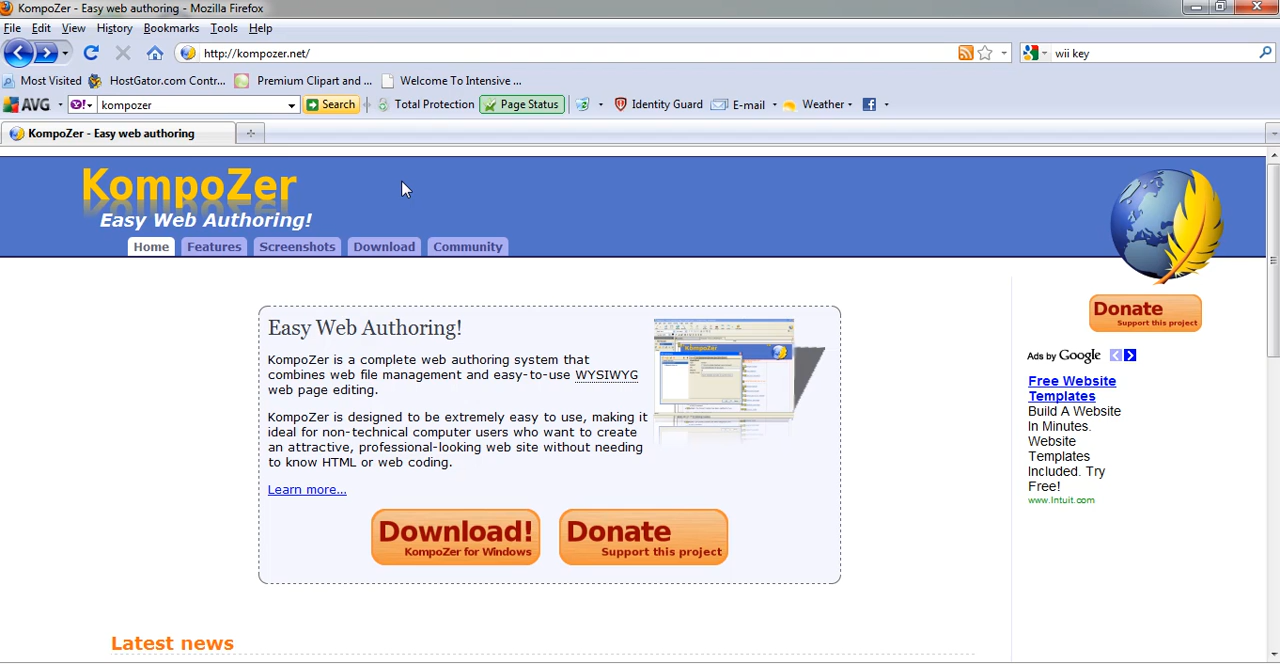 KompoZer - Easy web authoring - Mozilla Firefox
File Edit View History Bookmarks Tools Help
http://kompozer.net/ wii key
Most Visited HostGator.com Contr... Premium Clipart and ... Welcome To Intensive ...
AVG Y! kompozer Search Total Protection Page Status Identity Guard E-mail Weather f
KompoZer - Easy web authoring
KompoZer
Easy Web Authoring!
Home Features Screenshots Download Community
Donate
Support this project
Easy Web Authoring!
KompoZer is a complete web authoring system that
combines web file management and easy-to-use WYSIWYG
web page editing.
KompoZer is designed to be extremely easy to use, making it
ideal for non-technical computer users who want to create
an attractive, professional-looking web site without needing
to know HTML or web coding.
Learn more...
Download!
KompoZer for Windows
Donate
Support this project
Ads by Google
Free Website
Templates
Build A Website
In Minutes.
Website
Templates
Included. Try
Free!
www.Intuit.com
Latest news